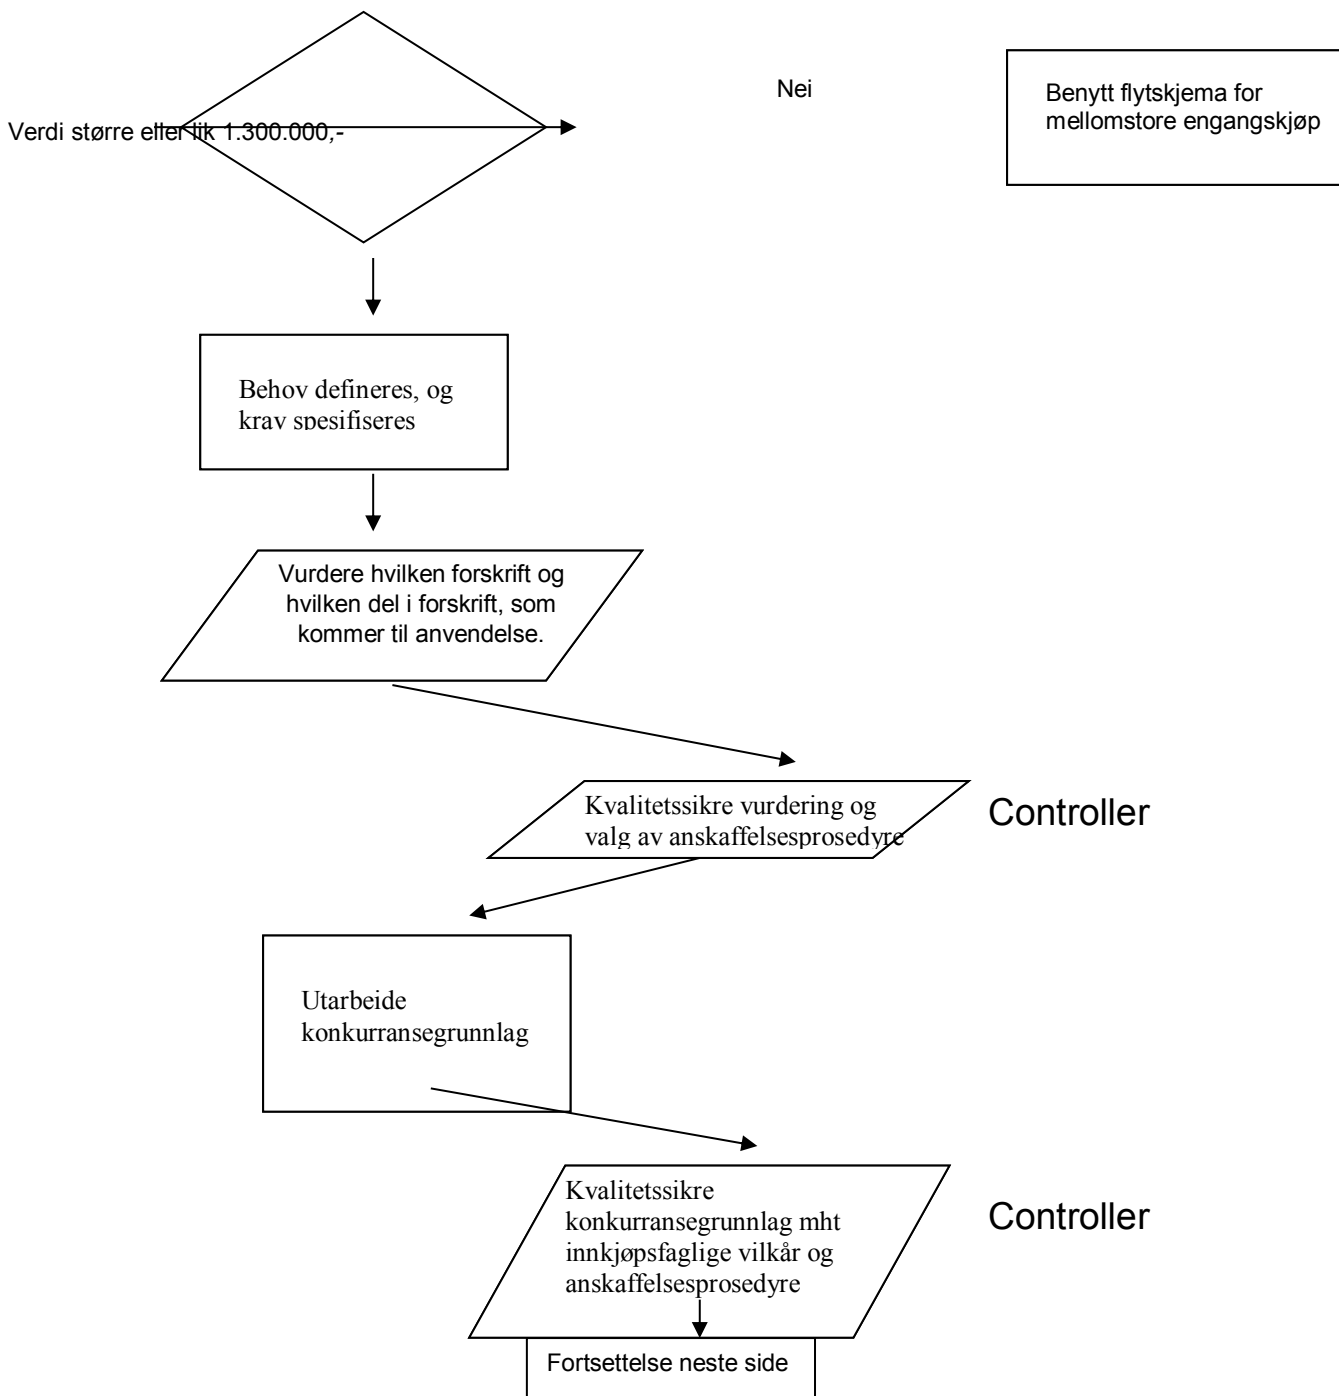 Nei
Benytt flytskjema for
mellomstore engangskjøp
Verdi større eller lik 1.300.000,-
Behov defineres, og
krav spesifiseres
Vurdere hvilken forskrift og
hvilken del i forskrift, som
kommer til anvendelse.
Kvalitetssikre vurdering og
valg av anskaffelsesprosedyre
Controller
Utarbeide
konkurransegrunnlag
Kvalitetssikre
konkurransegrunnlag mht
innkjøpsfaglige vilkår og
anskaffelsesprosedyre
Controller
Fortsettelse neste side